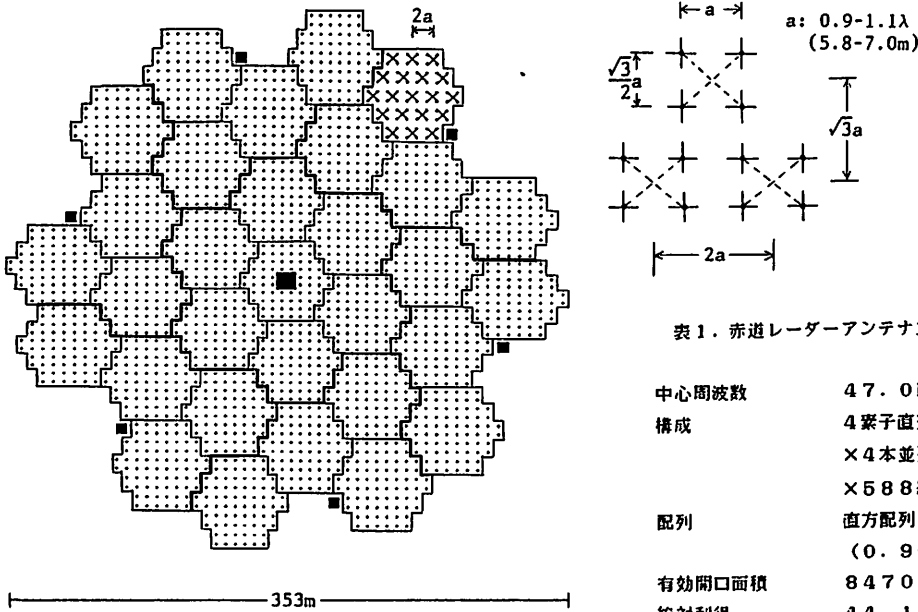 2a
353m
a
a: 0.9-1.1λ
(5.8-7.0m)
√3/2 a
√3a
2a
表1. 赤道レーダーアンテナ
中心周波数 47.0
構成 4素子直
×4本並
×588
配列 直方配列
(0.9
有効開口面積 8470